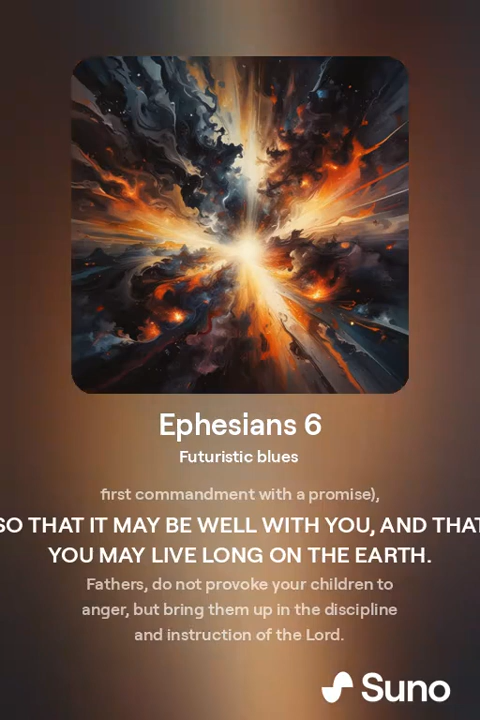 Ephesians 6
Futuristic blues
first commandment with a promise),
SO THAT IT MAY BE WELL WITH YOU, AND THAT
YOU MAY LIVE LONG ON THE EARTH.
Fathers, do not provoke your children to
anger, but bring them up in the discipline
and instruction of the Lord.
Suno